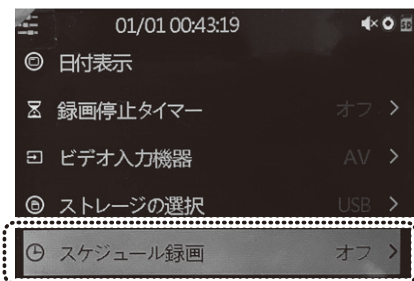 01/01 00:43:19
日付表示
録画停止タイマー オフ >
ビデオ入力機器 AV >
ストレージの選択 USB >
スケジュール録画 オフ >